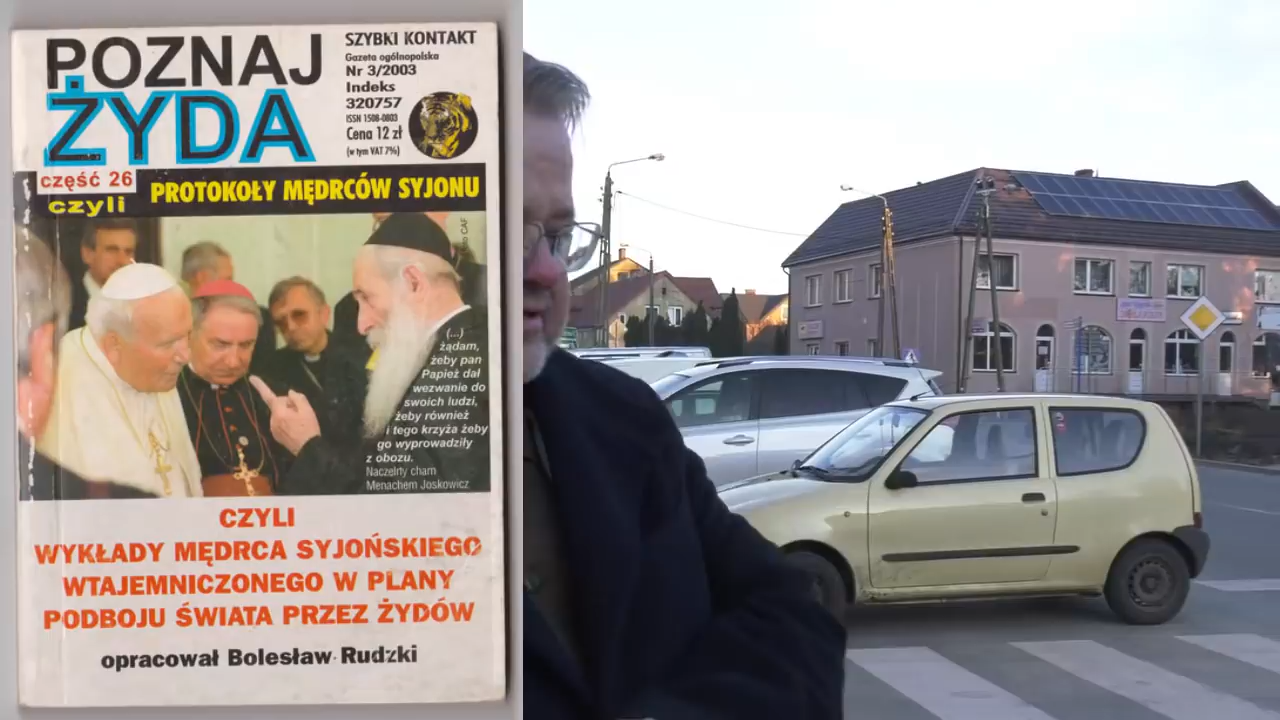 POZNAJ
ŻYDA
SZYBKI KONTAKT
Gazeta ogólnopolska
Nr 3/2003
Indeks
320757
ISSN 1508-0803
Cena 12 zł
(w tym VAT 7%)
część 26
czyli
PROTOKOŁY MĘDRCÓW SYJONU
CAF
(...)
żądam,
żeby pan
Papież dał
wezwanie do
swoich ludzi,
żeby również
i tego krzyża żeby
go wyprowadziły
z obozu.
Naczelny cham
Menachem Joskowicz
CZYLI
WYKŁADY MĘDRCA SYJOŃSKIEGO
WTAJEMNICZONEGO W PLANY
PODBOJU ŚWIATA PRZEZ ŻYDÓW
opracował Bolesław Rudzki